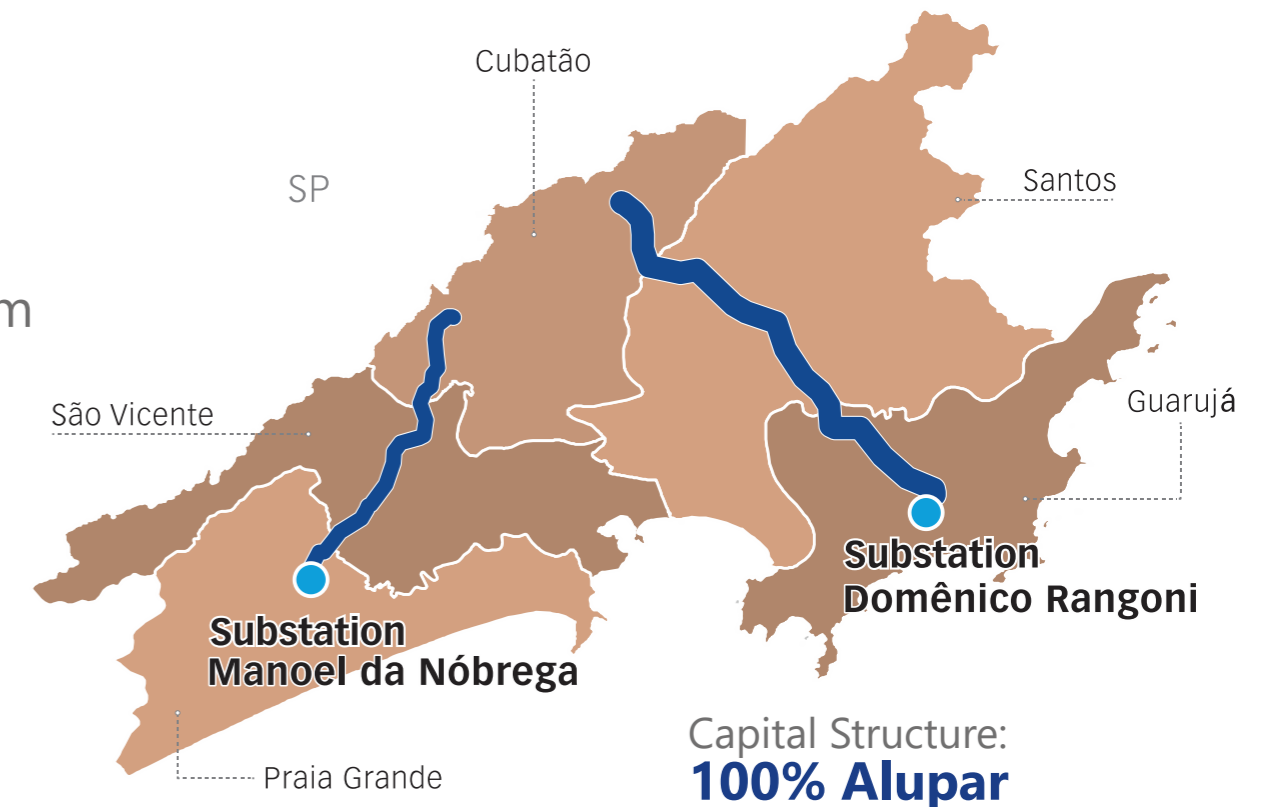 Cubatão
SP
Santos
m
São Vicente
Guarujá
Substation
Domênico Rangoni
Substation
Manoel da Nóbrega
Capital Structure:
100% Alupar
Praia Grande